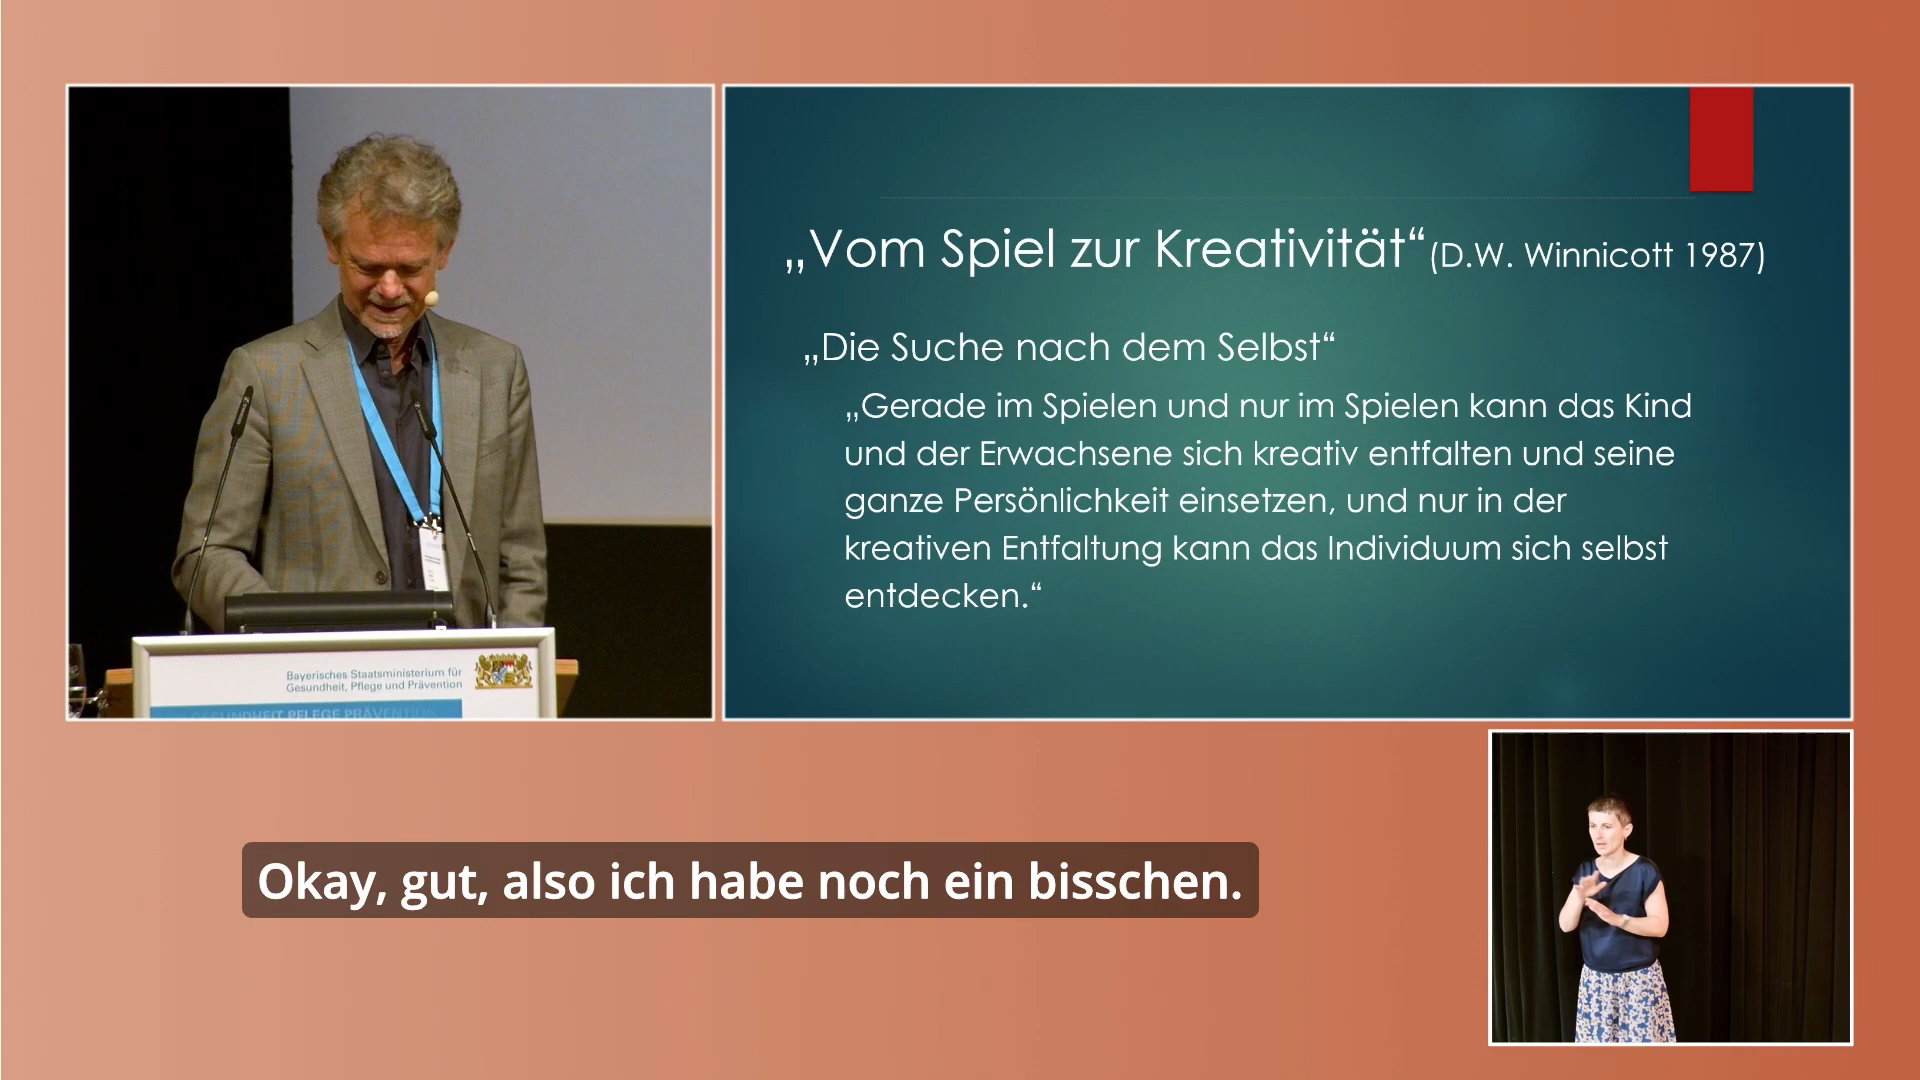 „Vom Spiel zur Kreativität“ (D.W. Winnicott 1987)
„Die Suche nach dem Selbst“
„Gerade im Spielen und nur im Spielen kann das Kind
und der Erwachsene sich kreativ entfalten und seine
ganze Persönlichkeit einsetzen, und nur in der
kreativen Entfaltung kann das Individuum sich selbst
entdecken.“
Bayerisches Staatsministerium für
Gesundheit, Pflege und Prävention
GESUNDHEIT PFLEGE PRÄVENTION
Okay, gut, also ich habe noch ein bisschen.